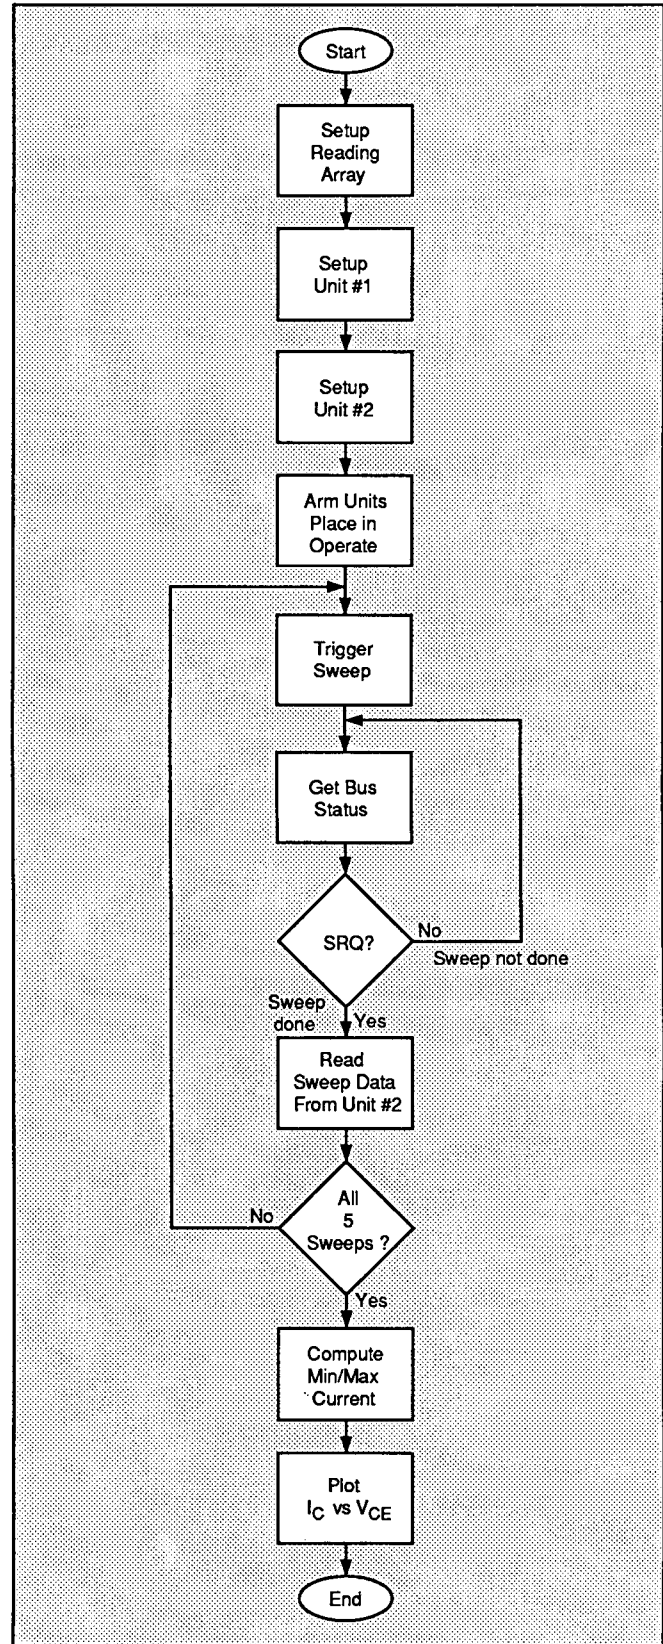 Start
Setup
Reading
Array
Setup
Unit #1
Setup
Unit #2
Arm Units
Place in
Operate
Trigger
Sweep
Get Bus
Status
SRQ?
No
Sweep not done
Sweep
done
Yes
Read
Sweep Data
From Unit #2
All
5
Sweeps ?
No
Yes
Compute
Min/Max
Current
Plot
IC vs VCE
End